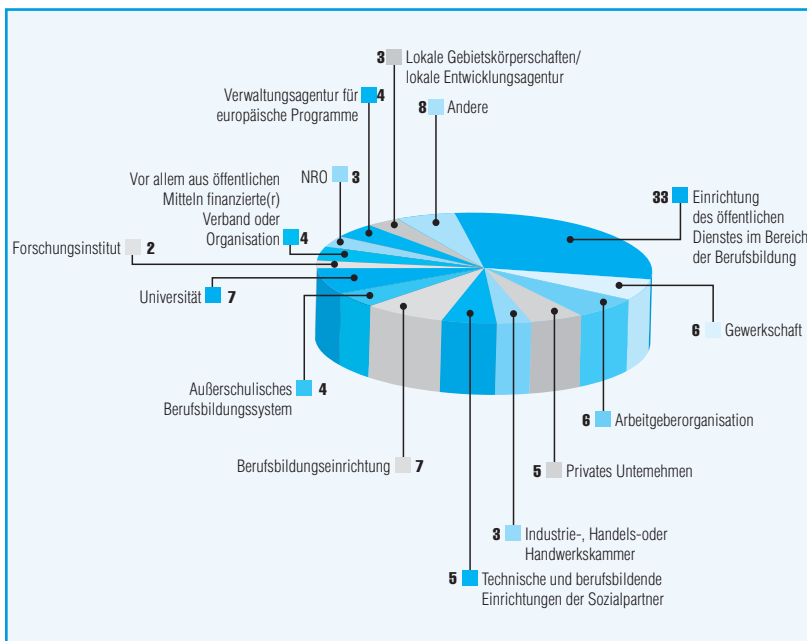 3 Lokale Gebietskörperschaften/
lokale Entwicklungsagentur
Verwaltungsagentur für
europäische Programme 4
8 Andere
NRO 3
Vor allem aus öffentlichen
Mitteln finanzierte(r)
Verband oder
Organisation 4
33 Einrichtung
des öffentlichen
Dienstes im Bereich
der Berufsbildung
Forschungsinstitut 2
Universität 7
6 Gewerkschaft
Außerschulisches
Berufsbildungssystem 4
6 Arbeitgeberorganisation
Berufsbildungseinrichtung 7
5 Privates Unternehmen
3 Industrie-, Handels-oder
Handwerkskammer
5 Technische und berufsbildende
Einrichtungen der Sozialpartner